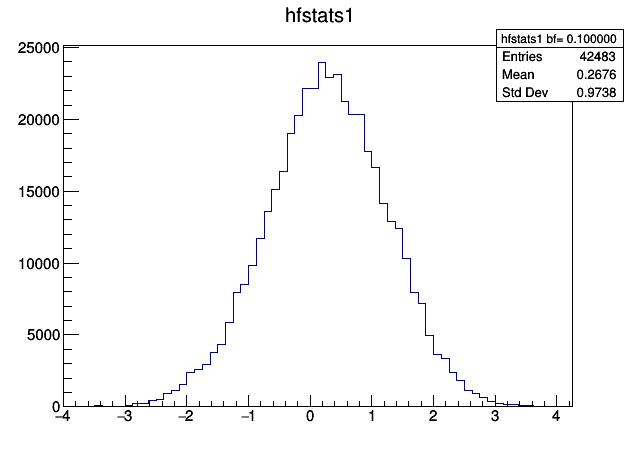 hfstats1
hfstats1 bf= 0.100000
Entries 42483
Mean 0.2676
Std Dev 0.9738
25000
20000
15000
10000
5000
0
−4 −3 −2 −1 0 1 2 3 4